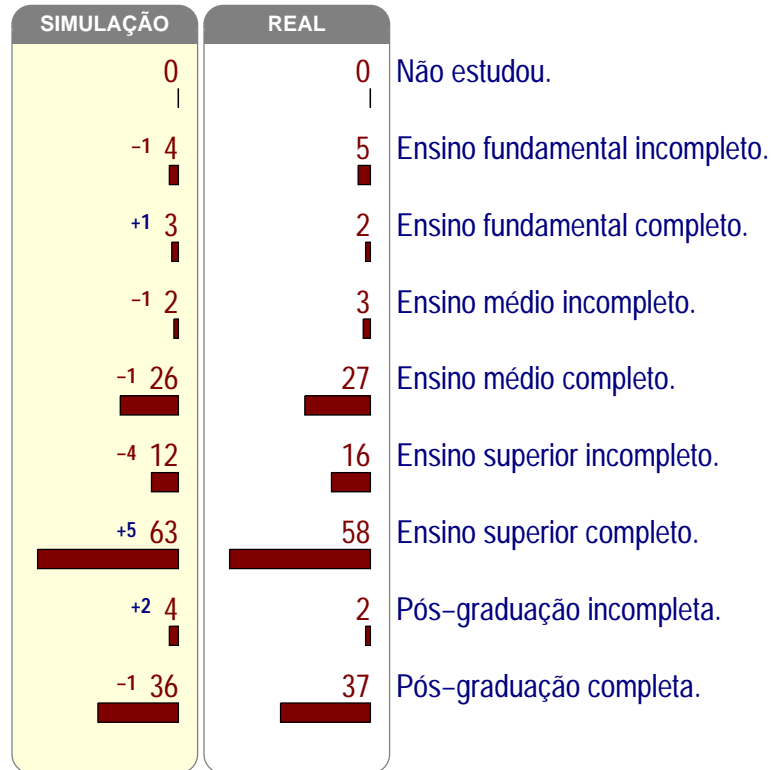 SIMULAÇÃO REAL
0 0 Não estudou.
−1 4 5 Ensino fundamental incompleto.
+1 3 2 Ensino fundamental completo.
−1 2 3 Ensino médio incompleto.
−1 26 27 Ensino médio completo.
−4 12 16 Ensino superior incompleto.
+5 63 58 Ensino superior completo.
+2 4 2 Pós−graduação incompleta.
−1 36 37 Pós−graduação completa.